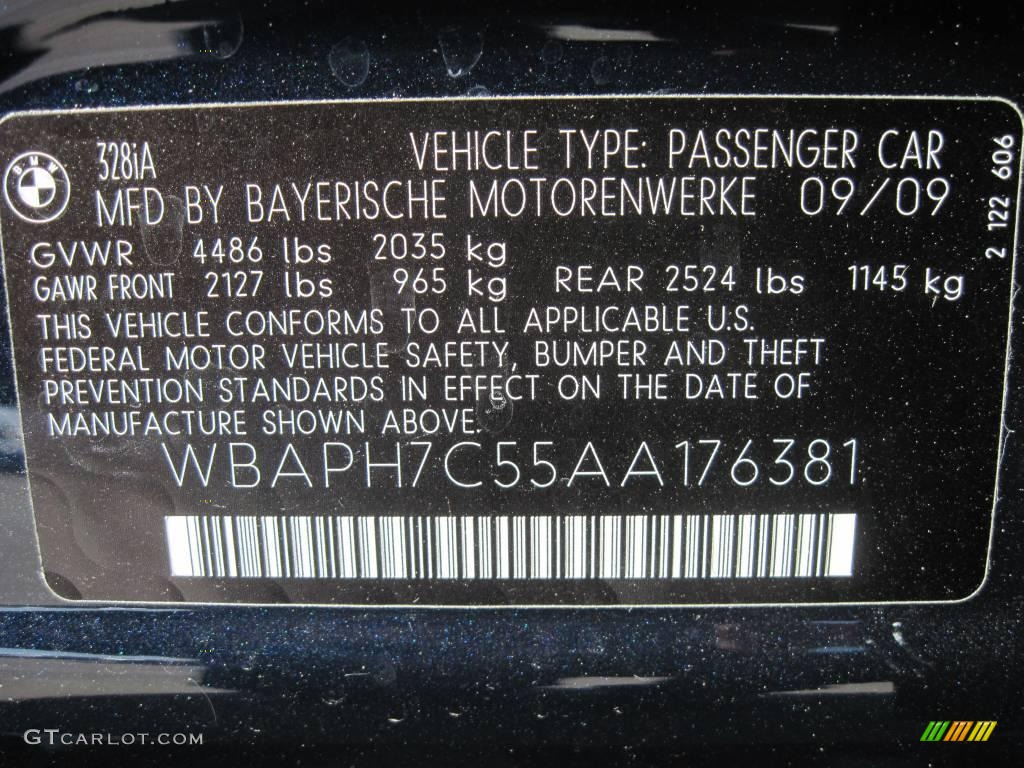 328iA VEHICLE TYPE: PASSENGER CAR
BMW
MFD BY BAYERISCHE MOTORENWERKE 09/09
GVWR 4486 lbs 2035 kg
GAWR FRONT 2127 lbs 965 kg REAR 2524 lbs 1145 kg
THIS VEHICLE CONFORMS TO ALL APPLICABLE U.S.
FEDERAL MOTOR VEHICLE SAFETY, BUMPER AND THEFT
PREVENTION STANDARDS IN EFFECT ON THE DATE OF
MANUFACTURE SHOWN ABOVE.
WBAPH7C55AA176381
2 122 606
GTCARLOT.COM